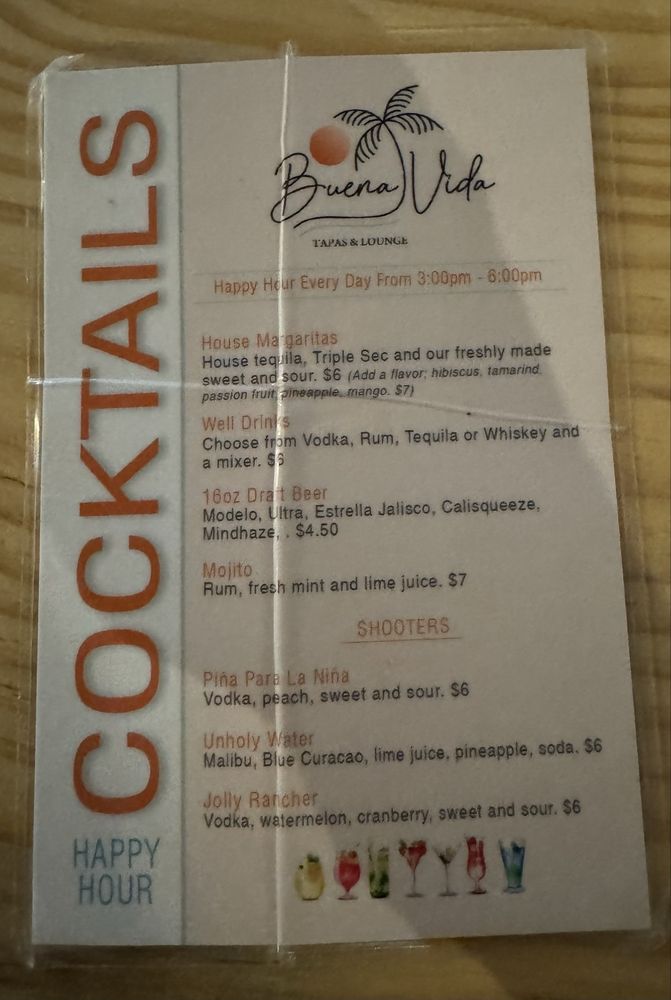 COCKTAILS
HAPPY
HOUR
Buena Vida
TAPAS & LOUNGE
Happy Hour Every Day From 3:00pm - 6:00pm
House Margaritas
House tequila, Triple Sec and our freshly made
sweet and sour. $6 (Add a flavor; hibiscus, tamarind,
passion fruit, pineapple, mango. $7)
Well Drinks
Choose from Vodka, Rum, Tequila or Whiskey and
a mixer. $6
16oz Draft Beer
Modelo, Ultra, Estrella Jalisco, Calisqueeze,
Mindhaze, . $4.50
Mojito
Rum, fresh mint and lime juice. $7
SHOOTERS
Piña Para La Niña
Vodka, peach, sweet and sour. $6
Unholy Water
Malibu, Blue Curacao, lime juice, pineapple, soda. $6
Jolly Rancher
Vodka, watermelon, cranberry, sweet and sour. $6